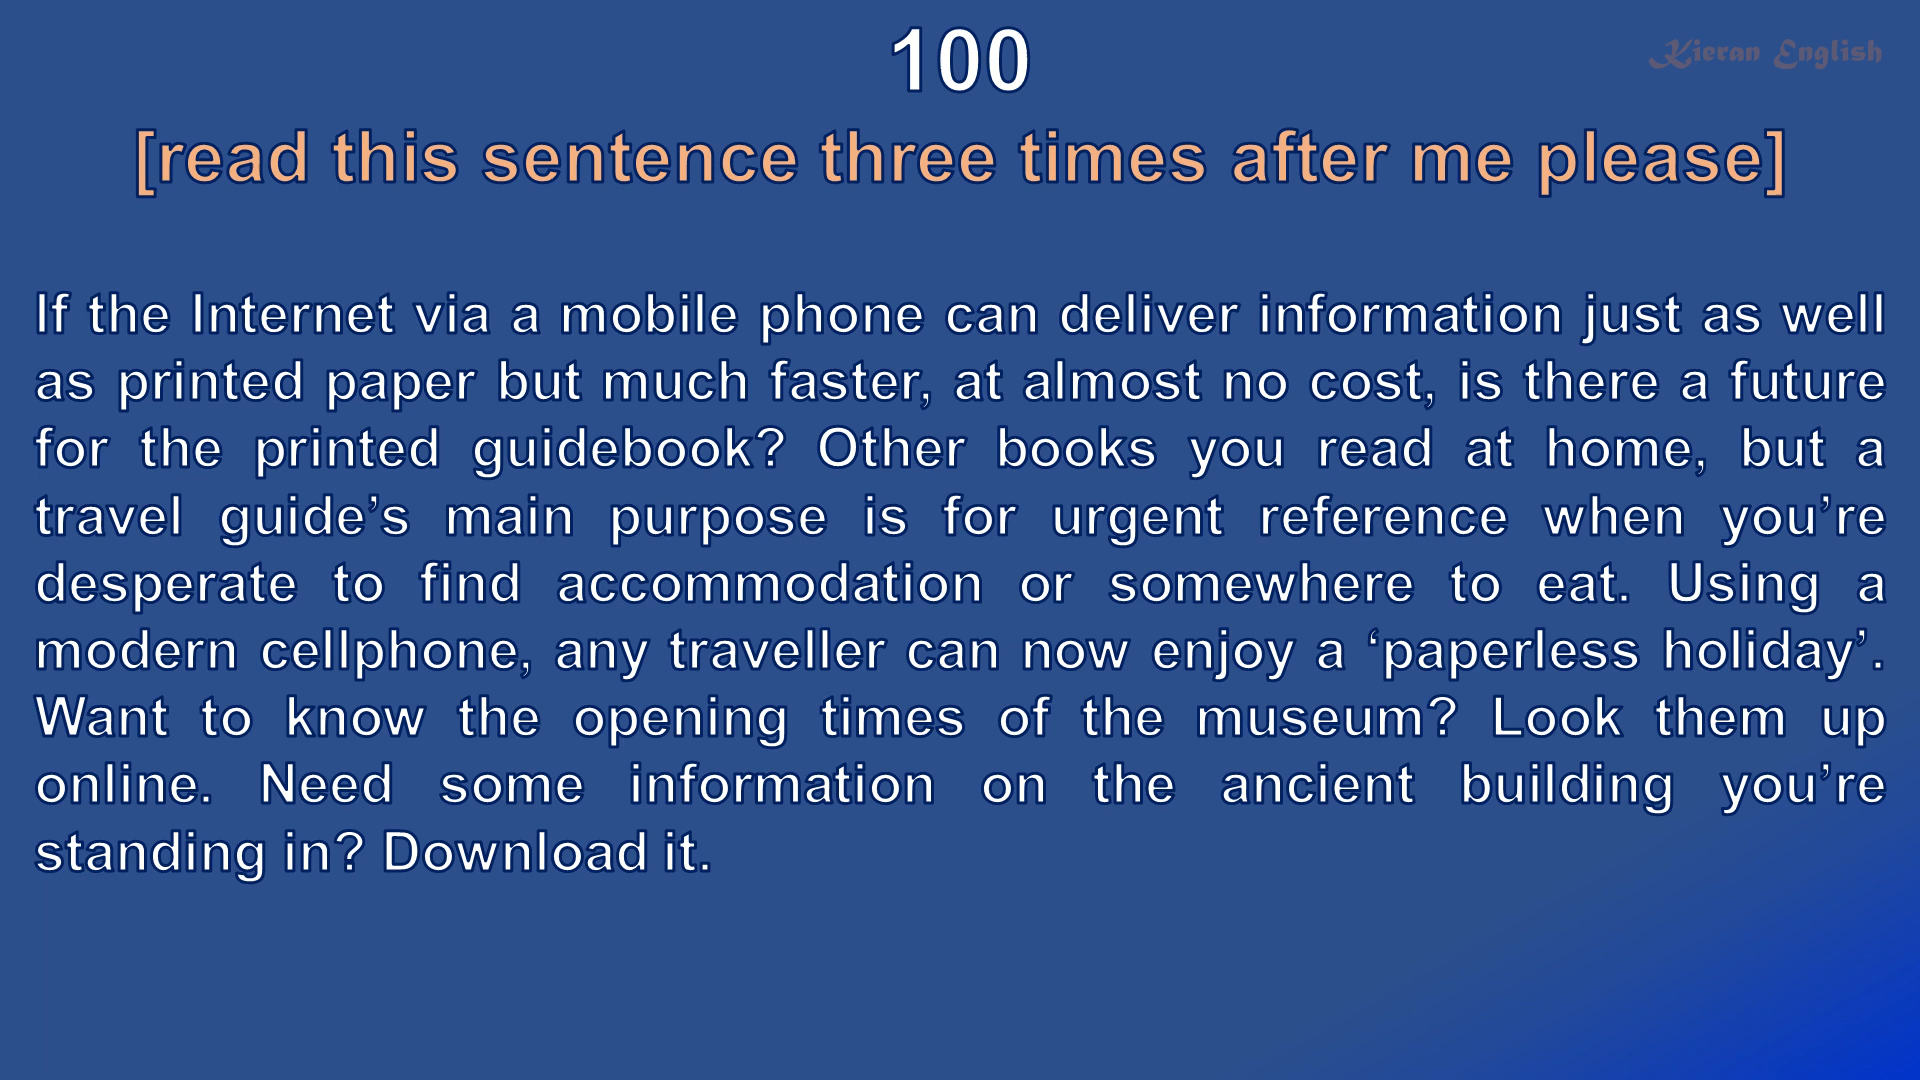 100
Kieran English
[read this sentence three times after me please]
If the Internet via a mobile phone can deliver information just as well
as printed paper but much faster, at almost no cost, is there a future
for the printed guidebook? Other books you read at home, but a
travel guide’s main purpose is for urgent reference when you’re
desperate to find accommodation or somewhere to eat. Using a
modern cellphone, any traveller can now enjoy a ‘paperless holiday’.
Want to know the opening times of the museum? Look them up
online. Need some information on the ancient building you’re
standing in? Download it.